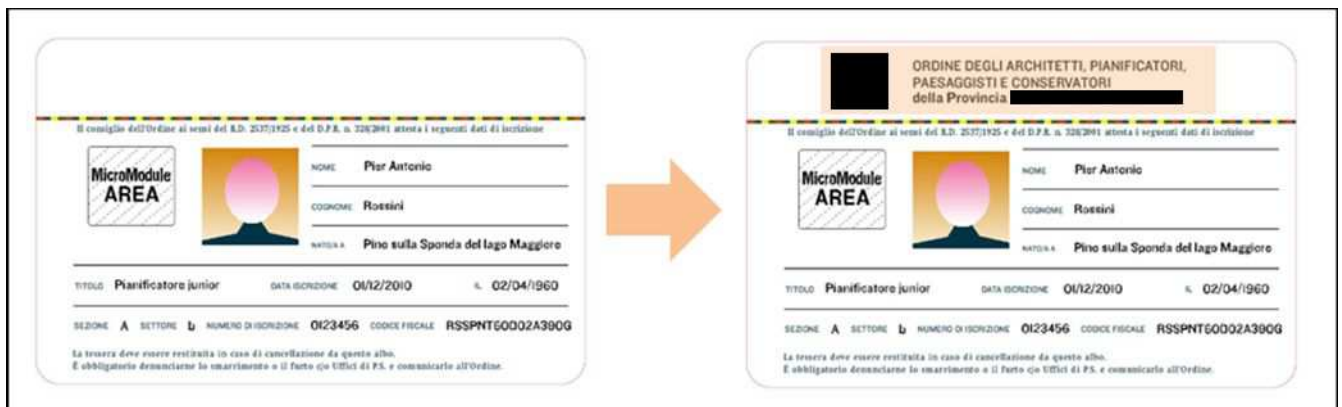 Il consiglio dell'Ordine ai sensi del R.D. 2537/1925 e del D.P.R. n. 328/2001 attesta i seguenti dati di iscrizione
MicroModule
AREA
NOME Pier Antonio
COGNOME Rossini
NATO/A A Pino sulla Sponda del lago Maggiore
TITOLO Pianificatore junior DATA ISCRIZIONE 01/12/2010 IL 02/04/1960
SEZIONE A SETTORE b NUMERO DI ISCRIZIONE 0123456 CODICE FISCALE RSSPNT60D02A390G
La tessera deve essere restituita in caso di cancellazione da questo albo.
È obbligatorio denunciarne lo smarrimento o il furto c/o Uffici di P.S. e comunicarlo all'Ordine.
ORDINE DEGLI ARCHITETTI, PIANIFICATORI,
PAESAGGISTI E CONSERVATORI
della Provincia
Il consiglio dell'Ordine ai sensi del R.D. 2537/1925 e del D.P.R. n. 328/2001 attesta i seguenti dati di iscrizione
MicroModule
AREA
NOME Pier Antonio
COGNOME Rossini
NATO/A A Pino sulla Sponda del lago Maggiore
TITOLO Pianificatore junior DATA ISCRIZIONE 01/12/2010 IL 02/04/1960
SEZIONE A SETTORE b NUMERO DI ISCRIZIONE 0123456 CODICE FISCALE RSSPNT60D02A390G
La tessera deve essere restituita in caso di cancellazione da questo albo.
È obbligatorio denunciarne lo smarrimento o il furto c/o Uffici di P.S. e comunicarlo all'Ordine.